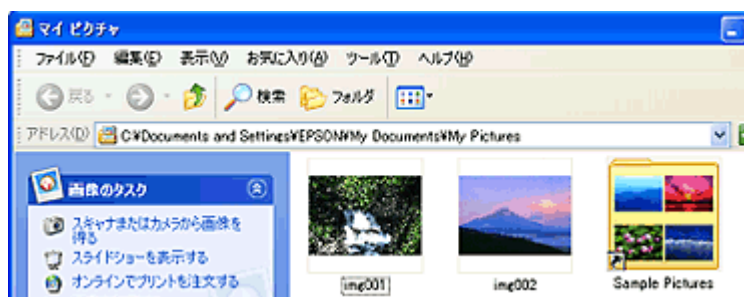 マイ ピクチャ
ファイル(F) 編集(E) 表示(V) お気に入り(A) ツール(T) ヘルプ(H)
戻る 検索 フォルダ
アドレス(D) C:¥Documents and Settings¥EPSON¥My Documents¥My Pictures
画像のタスク
スキャナまたはカメラから画像を
得る
スライドショーを表示する
オンラインでプリントを注文する
img001 img002 Sample Pictures